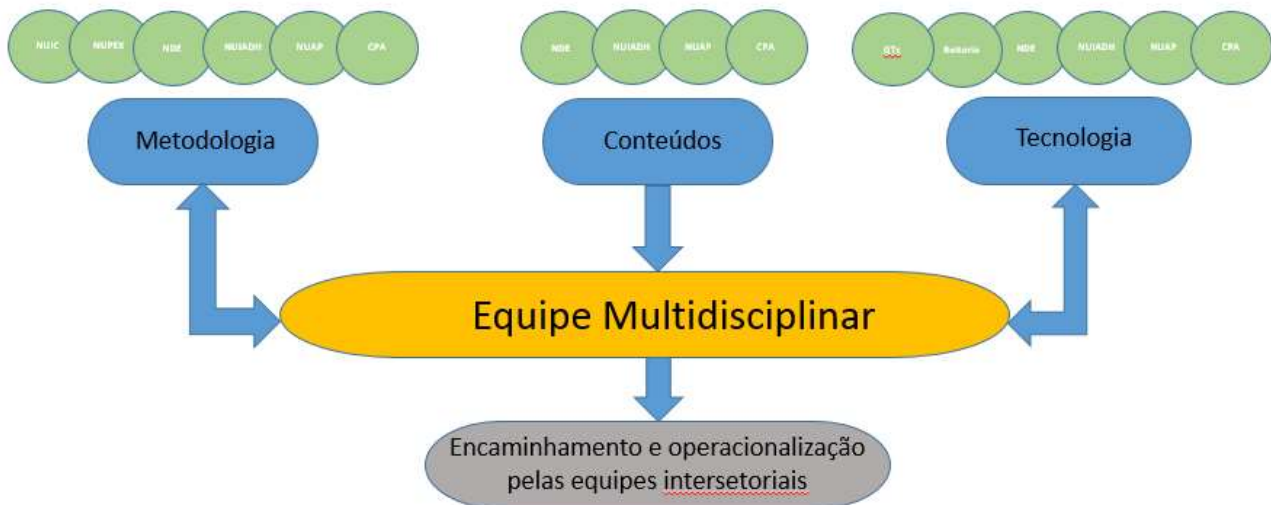 NUIC NUPEX NDE NUIADH NUAP CPA
NDE NUIADH NUAP CPA
GTs Reitoria NDE NUIADH NUAP CPA
Metodologia
Conteúdos
Tecnologia
Equipe Multidisciplinar
Encaminhamento e operacionalização
pelas equipes intersetoriais